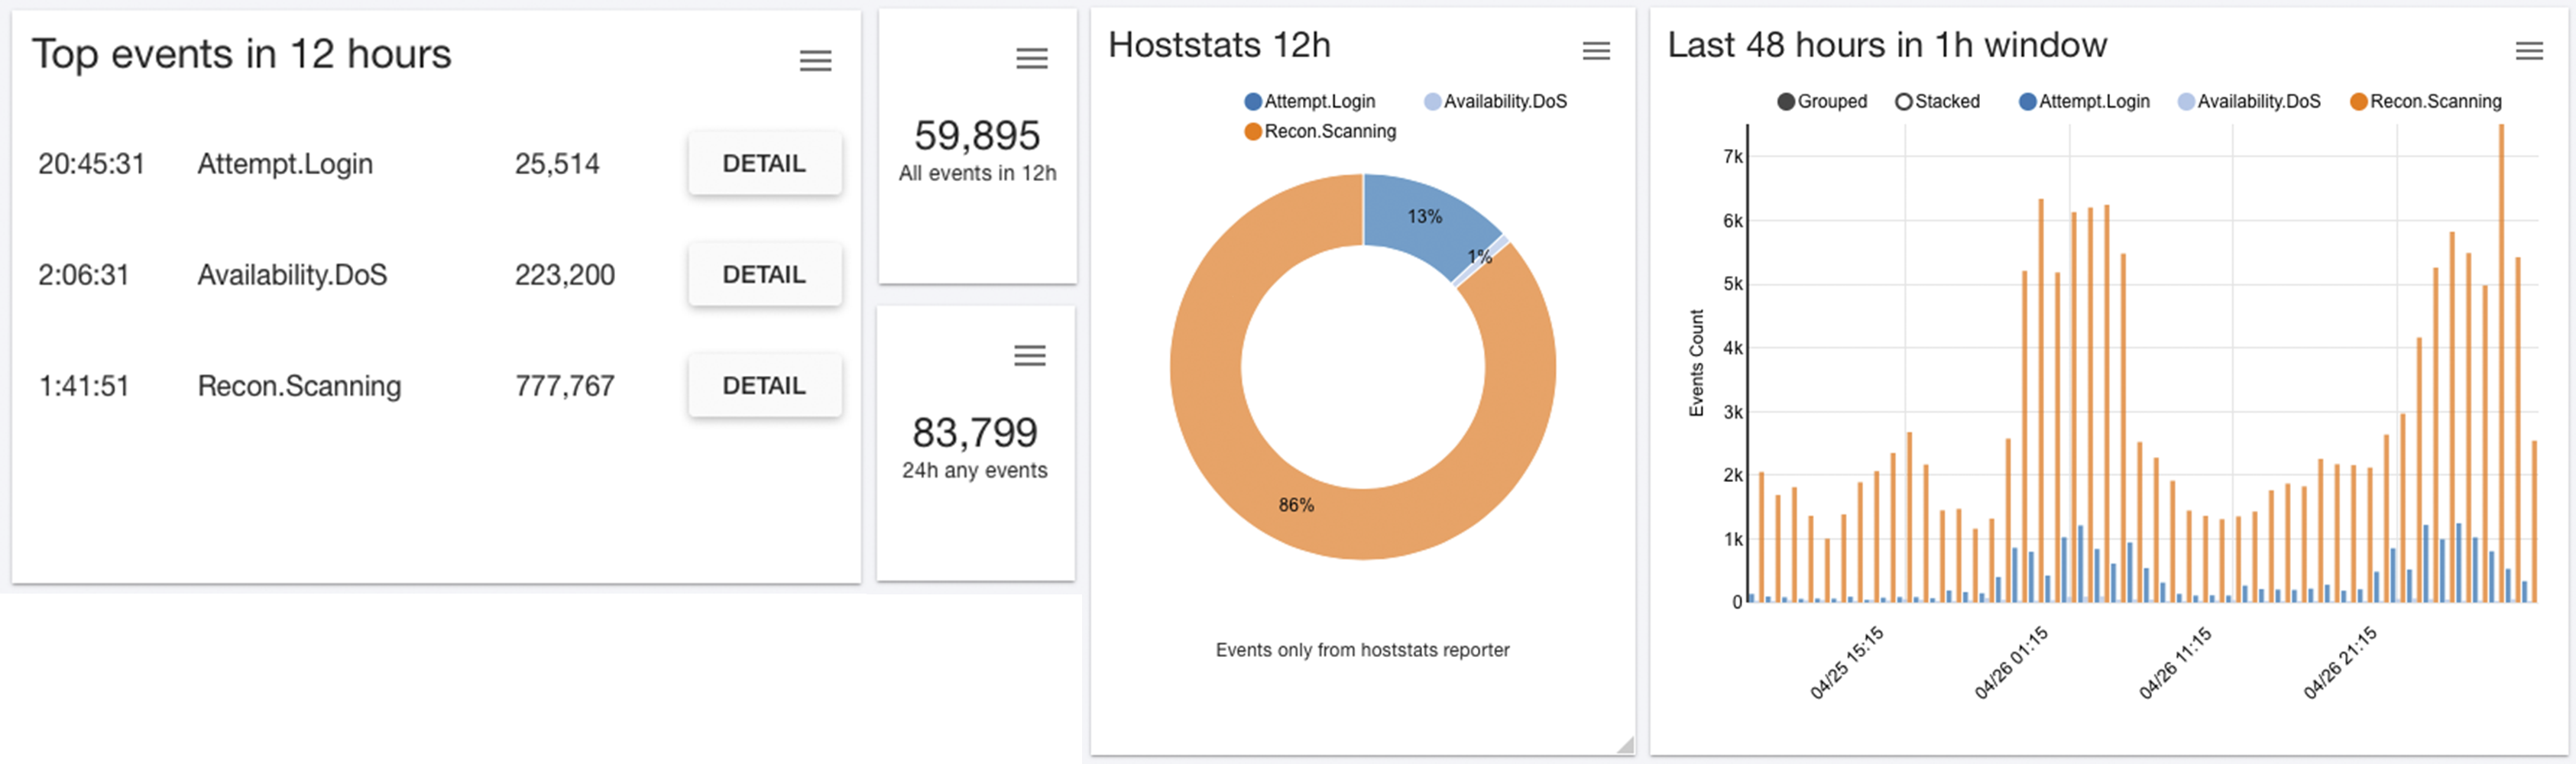 Top events in 12 hours
20:45:31 Attempt.Login 25,514 DETAIL
2:06:31 Availability.DoS 223,200 DETAIL
1:41:51 Recon.Scanning 777,767 DETAIL
59,895
All events in 12h
83,799
24h any events
Hoststats 12h
Attempt.Login Availability.DoS
Recon.Scanning
13%
1%
86%
Events only from hoststats reporter
Last 48 hours in 1h window
Grouped Stacked Attempt.Login Availability.DoS Recon.Scanning
Events Count
7k
6k
5k
4k
3k
2k
1k
0
04/25 15:15
04/26 01:15
04/26 11:15
04/26 21:15